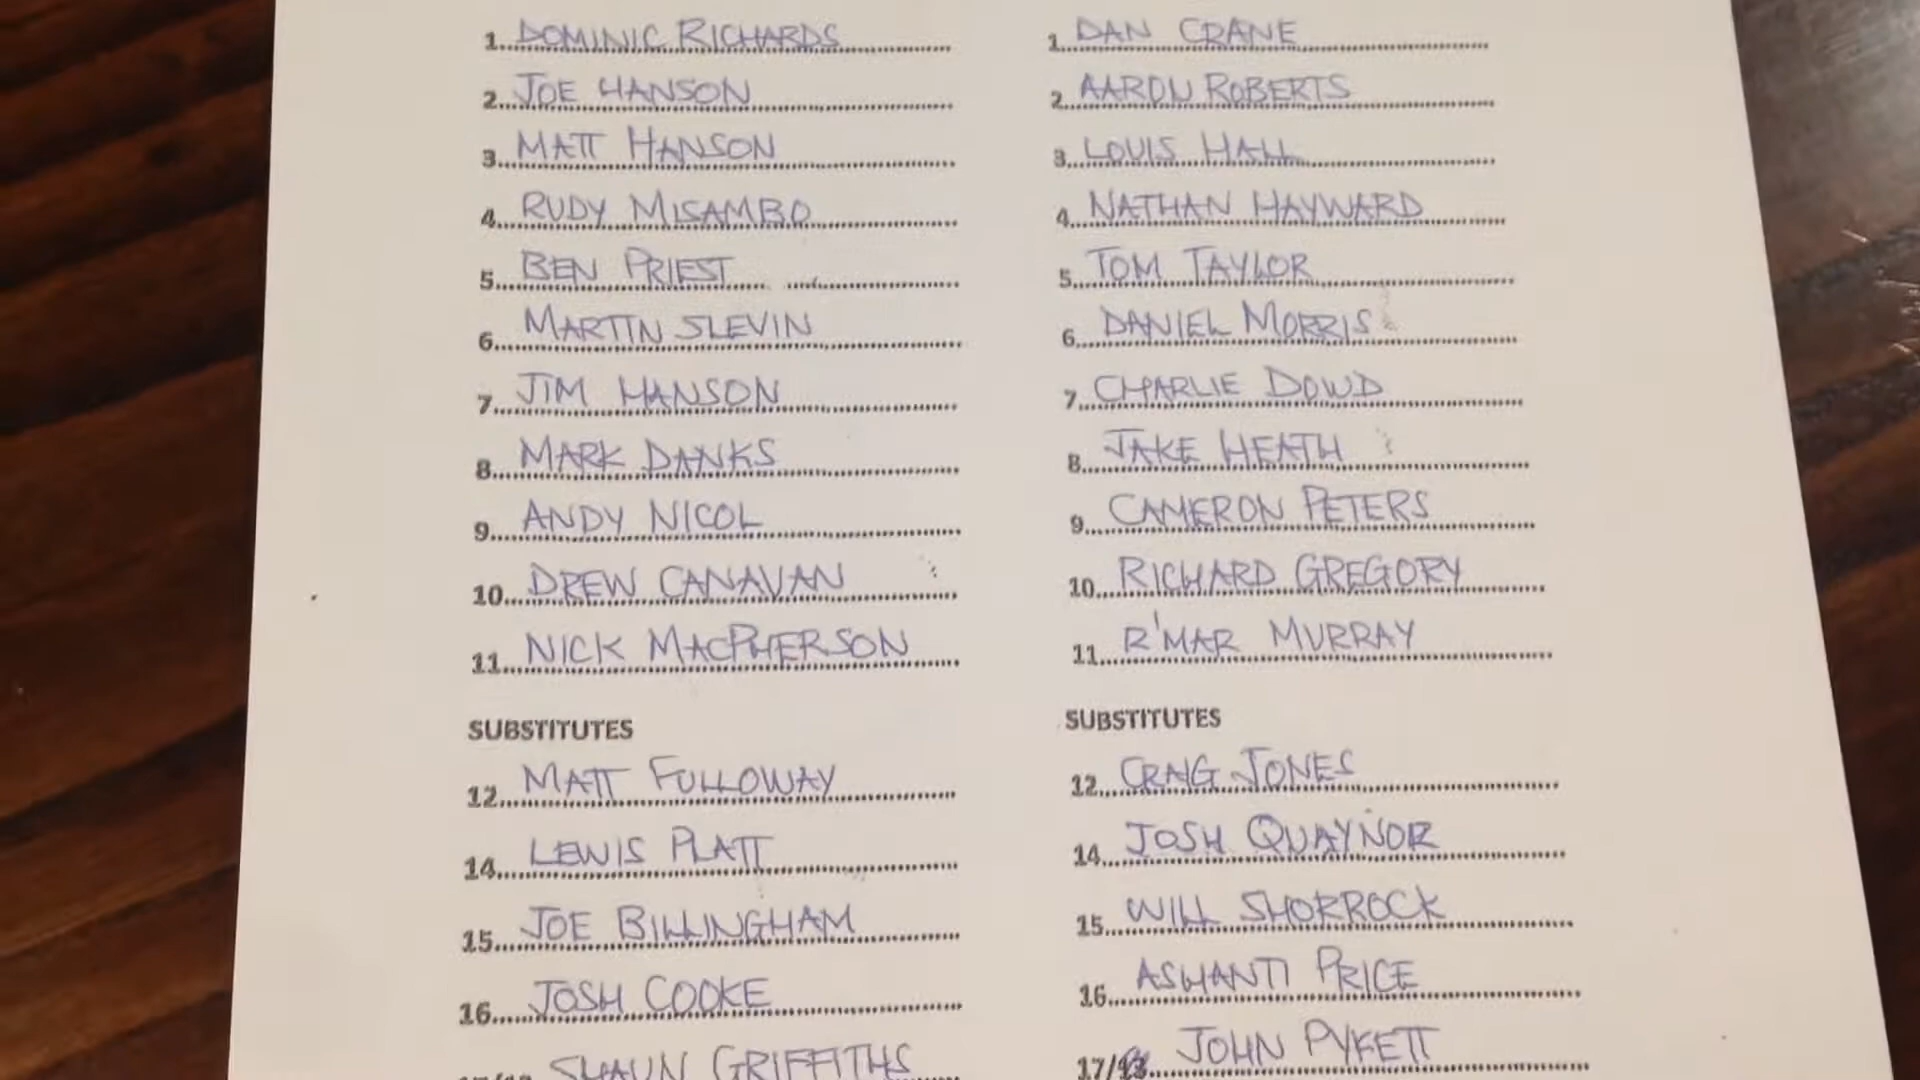 1. DOMINIC RICHARDS
2. JOE HANSON
3. MATT HANSON
4. RUDY MISAMBO
5. BEN PRIEST
6. MARTIN SLEVIN
7. JIM HANSON
8. MARK DANKS
9. ANDY NICOL
10. DREW CANAVAN
11. NICK MACPHERSON
SUBSTITUTES
12. MATT FULLOWAY
14. LEWIS PLATT
15. JOE BILLINGHAM
16. JOSH COOKE
SHAUN GRIFFITHS
1. DAN CRANE
2. AARON ROBERTS
3. LOUIS HALL
4. NATHAN HAYWARD
5. TOM TAYLOR
6. DANIEL MORRIS
7. CHARLIE DOWD
8. JAKE HEATH
9. CAMERON PETERS
10. RICHARD GREGORY
11. R'MAR MURRAY
SUBSTITUTES
12. CRAIG JONES
14. JOSH QUAYNOR
15. WILL SHORROCK
16. ASHANTI PRICE
17/ JOHN PYKETT